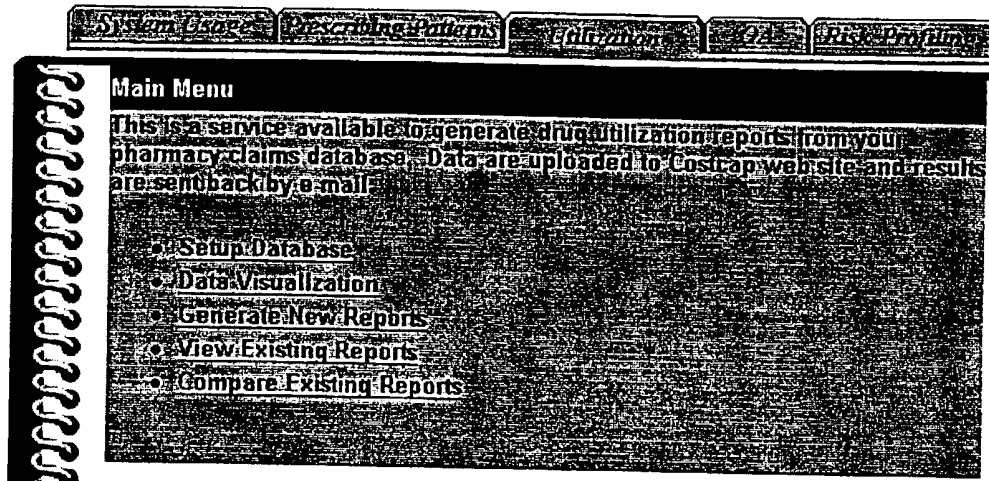 System Usage
Prescribing Patterns
Utilization
QA
Risk Profiling
Main Menu
This is a service available to generate drug utilization reports from your
pharmacy claims database. Data are uploaded to Costcap web site and results
are sent back by e-mail.
• Setup Database
• Data Visualization
• Generate New Reports
• View Existing Reports
• Compare Existing Reports